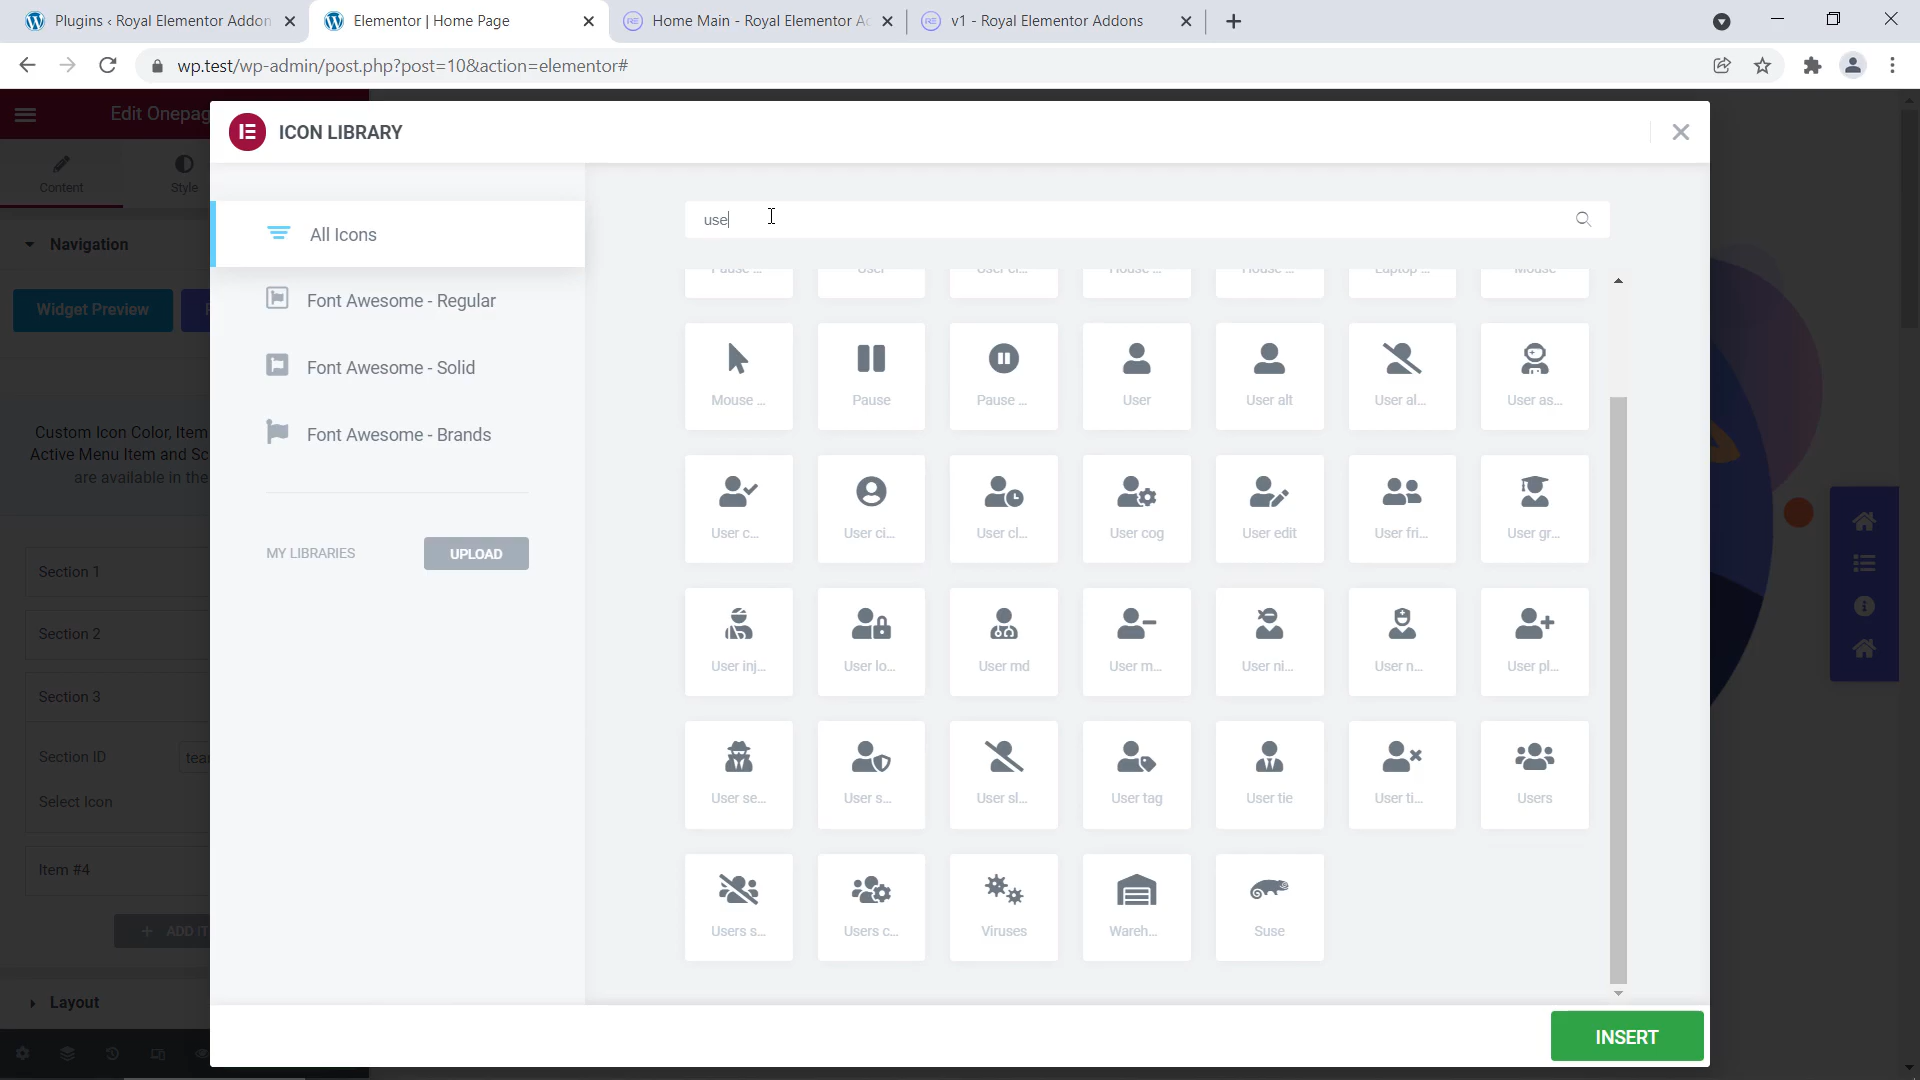 Plugins ‹ Royal Elementor Addon
Elementor | Home Page
Home Main - Royal Elementor Ad
v1 - Royal Elementor Addons
wp.test/wp-admin/post.php?post=10&action=elementor#
Edit Onepag
ICON LIBRARY
Content
Style
use
All Icons
Navigation
Pause ...
User
User ci...
House ...
House ...
Laptop ...
Mouse
Font Awesome - Regular
Widget Preview
Font Awesome - Solid
Mouse ...
Pause
Pause ...
User
User alt
User al...
User as...
Font Awesome - Brands
Custom Icon Color, Item
Active Menu Item and Sc
are available in the
User c...
User ci...
User cl...
User cog
User edit
User fri...
User gr...
MY LIBRARIES
UPLOAD
Section 1
Section 2
User inj...
User lo...
User md
User m...
User ni...
User n...
User pl...
Section 3
Section ID
tear
Select Icon
User se...
User s...
User sl...
User tag
User tie
User ti...
Users
Item #4
Users s...
Users c...
Viruses
Wareh...
Suse
+ ADD IT
Layout
INSERT